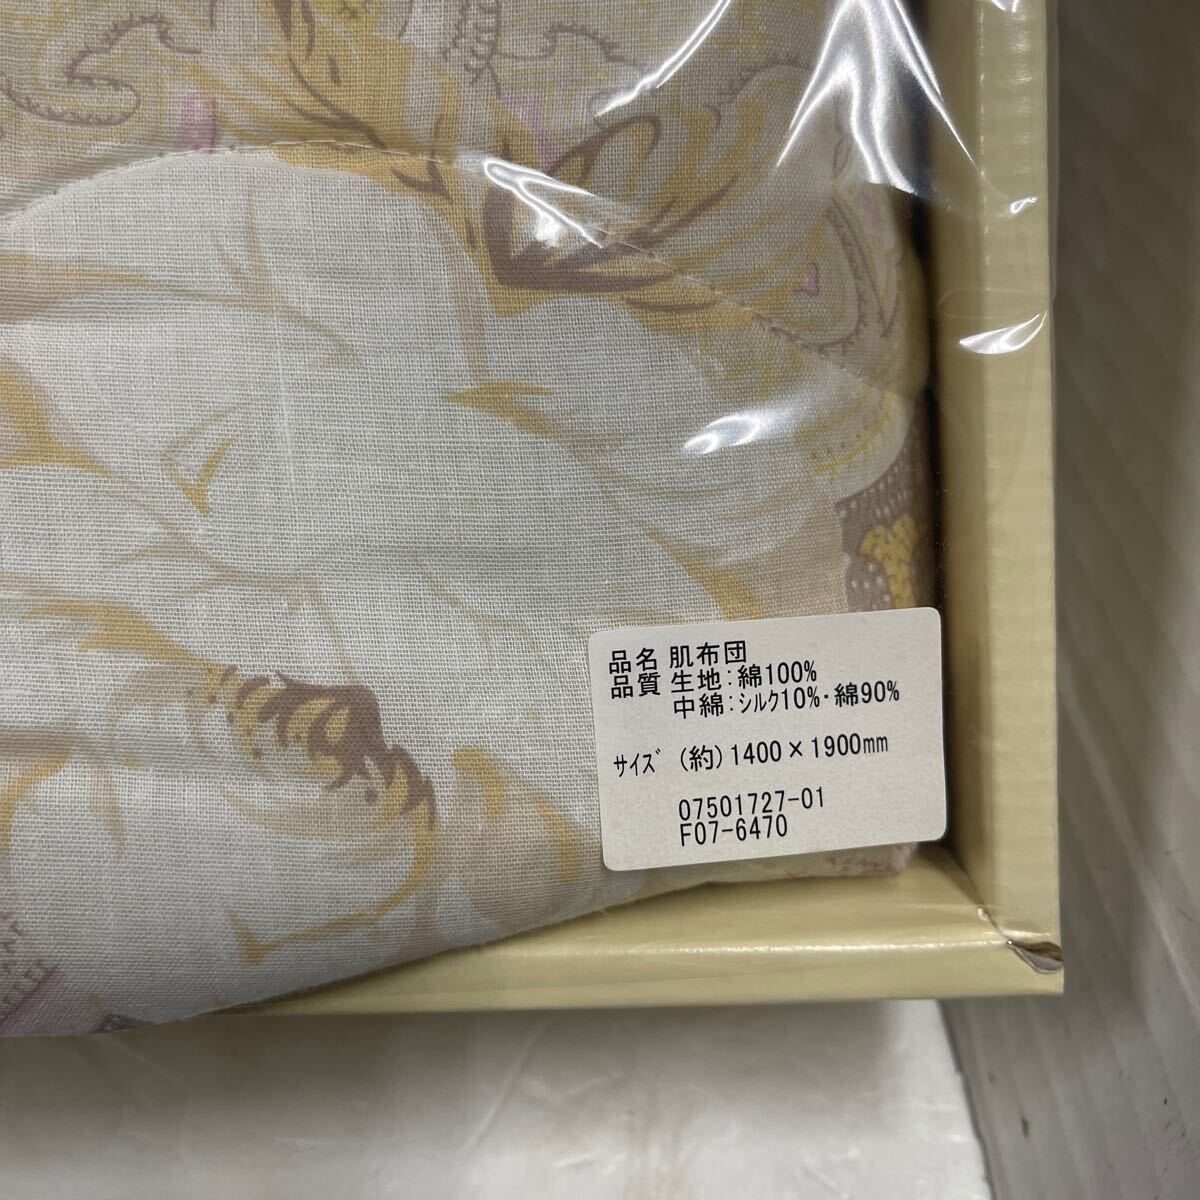 品名 肌布団
品質 生地:綿100%
中綿:シルク10%・綿90%
サイズ (約)1400×1900mm
07501727-01
F07-6470